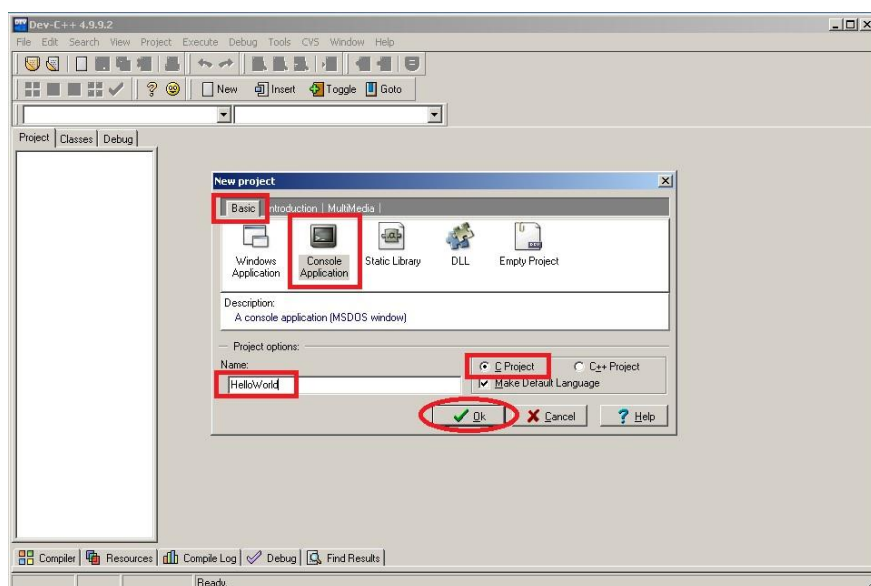 Dev-C++ 4.9.9.2
File Edit Search View Project Execute Debug Tools CVS Window Help
New Insert Toggle Goto
Project Classes Debug
New project
Basic Introduction MultiMedia
Windows Application
Console Application
Static Library
DLL
Empty Project
Description:
A console application (MSDOS window)
Project options:
Name:
C Project C++ Project
HelloWorld
Make Default Language
Ok Cancel Help
Compiler Resources Compile Log Debug Find Results
Ready.